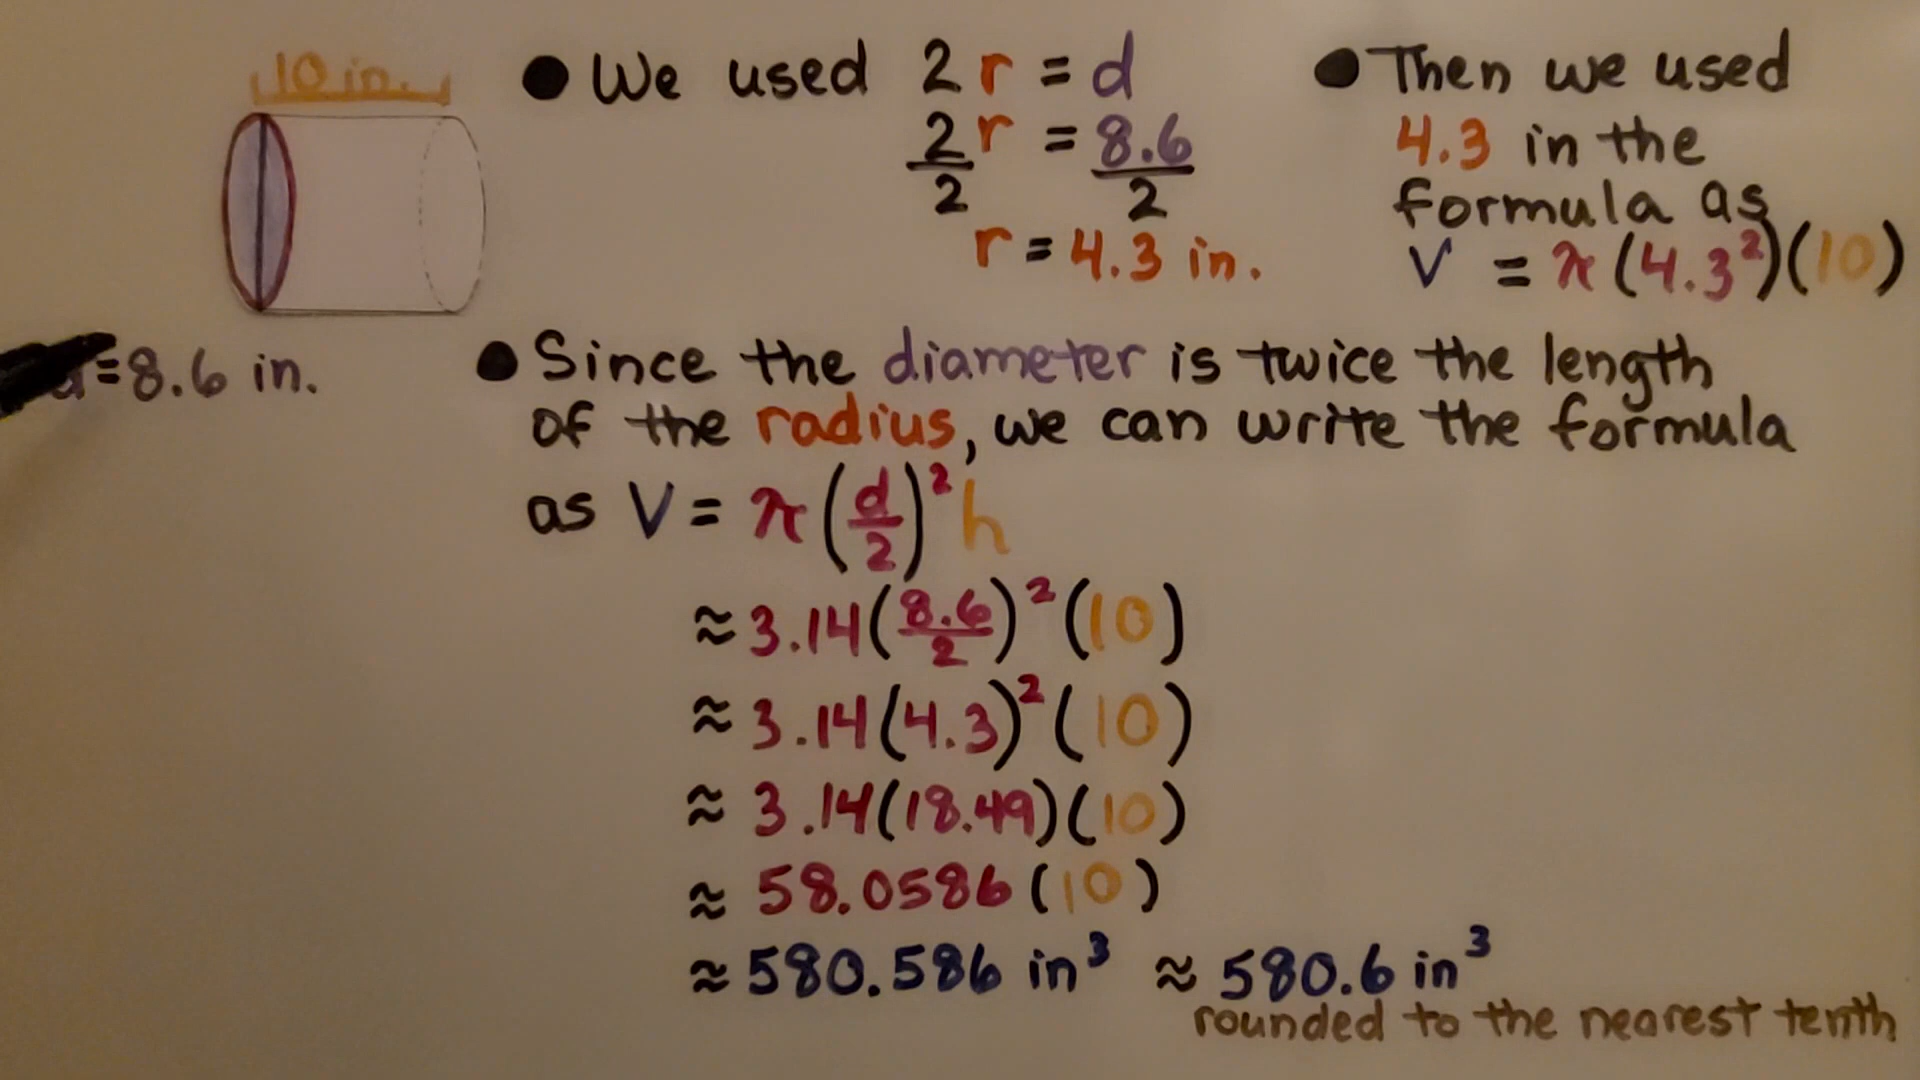 10 in.
d=8.6 in.
● We used 2r = d
2r/2 = 8.6/2
r = 4.3 in.
● Then we used
4.3 in the
formula as
V = π(4.3²)(10)
● Since the diameter is twice the length
of the radius, we can write the formula
as V = π(d/2)²h
≈ 3.14(8.6/2)²(10)
≈ 3.14(4.3)²(10)
≈ 3.14(18.49)(10)
≈ 58.0586(10)
≈ 580.586 in³ ≈ 580.6 in³
rounded to the nearest tenth